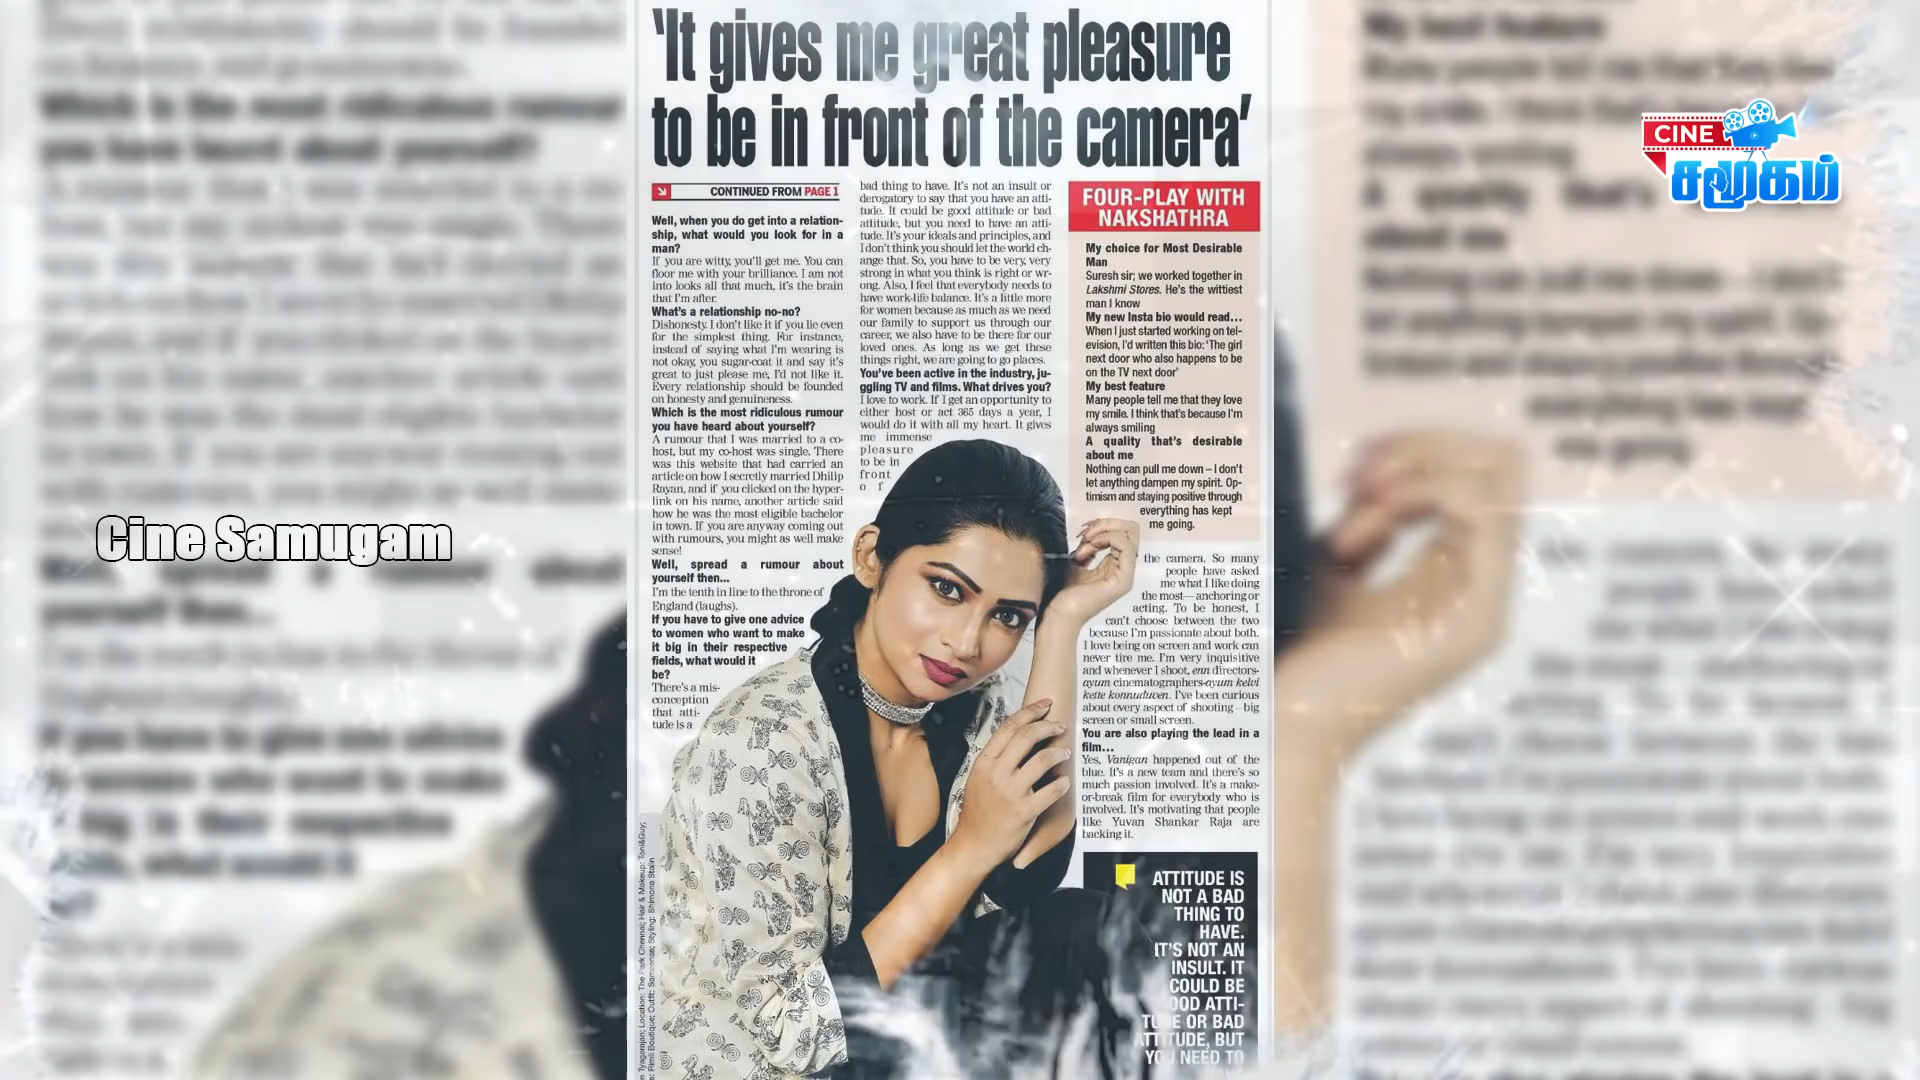 'It gives me great pleasure
to be in front of the camera'
CONTINUED FROM PAGE 1
Well, when you do get into a relation-
ship, what would you look for in a
man?
If you are witty, you'll get me. You can
floor me with your brilliance. I am not
into looks all that much, it's the brain
that I'm after.
What's a relationship no-no?
Dishonesty. I don't like it if you lie even
for the simplest thing. For instance,
instead of saying what I'm wearing is
not okay, you sugar-coat it and say it's
great to just please me, I'd not like it.
Every relationship should be founded
on honesty and genuineness.
Which is the most ridiculous rumour
you have heard about yourself?
A rumour that I was married to a co-
host, but my co-host was single. There
was this website that had carried an
article on how I secretly married Dhilip
Rayan, and if you clicked on the hyper-
link on his name, another article said
how he was the most eligible bachelor
in town. If you are anyway coming out
with rumours, you might as well make
sense!
Well, spread a rumour about
yourself then...
I'm the tenth in line to the throne of
England (laughs).
If you have to give one advice
to women who want to make
it big in their respective
fields, what would it
be?
There's a mis-
conception
that atti-
tude is a
bad thing to have. It's not an insult or
derogatory to say that you have an atti-
tude. It could be good attitude or bad
attitude, but you need to have an atti-
tude. It's your ideals and principles, and
I don't think you should let the world ch-
ange that. So, you have to be very, very
strong in what you think is right or wr-
ong. Also, I feel that everybody needs to
have work-life balance. It's a little more
for women because as much as we need
our family to support us through our
career, we also have to be there for our
loved ones. As long as we get these
things right, we are going to go places.
You've been active in the industry, ju-
ggling TV and films. What drives you?
I love to work. If I get an opportunity to
either host or act 365 days a year, I
would do it with all my heart. It gives
me immense
pleasure
to be in
front
of
the camera. So many
people have asked
me what I like doing
the most—anchoring or
acting. To be honest, I
can't choose between the two
because I'm passionate about both.
I love being on screen and work can
never tire me. I'm very inquisitive
and whenever I shoot, enn directors-
ayum cinematographers-ayum kelvi
kette konnuduven. I've been curious
about every aspect of shooting – big
screen or small screen.
You are also playing the lead in a
film...
Yes, Vanigan happened out of the
blue. It's a new team and there's so
much passion involved. It's a make-
or-break film for everybody who is
involved. It's motivating that people
like Yuvan Shankar Raja are
backing it.
FOUR-PLAY WITH
NAKSHATHRA
My choice for Most Desirable
Man
Suresh sir; we worked together in
Lakshmi Stores. He's the wittiest
man I know
My new Insta bio would read...
When I just started working on tel-
evision, I'd written this bio: 'The girl
next door who also happens to be
on the TV next door'
My best feature
Many people tell me that they love
my smile. I think that's because I'm
always smiling
A quality that's desirable
about me
Nothing can pull me down – I don't
let anything dampen my spirit. Op-
timism and staying positive through
everything has kept
me going.
ATTITUDE IS
NOT A BAD
THING TO
HAVE.
IT'S NOT AN
INSULT. IT
COULD BE
OOD ATTI-
TUDE OR BAD
ATTITUDE, BUT
YOU NEED TO
Tyagarajan; Location: The Park Chennai; Hair & Makeup: Toni&Guy;
Rimli Boutique; Outfit: Sameenaz; Styling: Shimona Stalin
Cine Samugam
CINE
சமூகம்